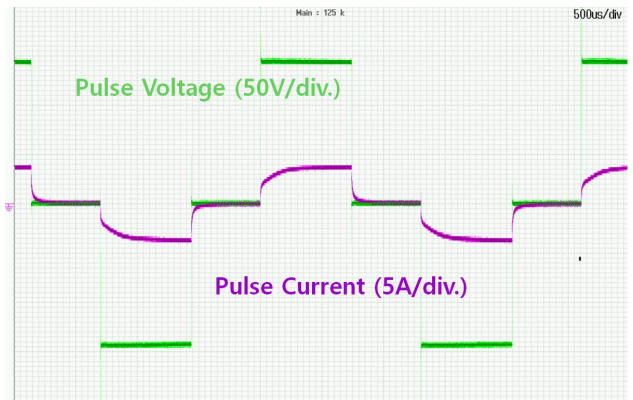 Main : 125 k
500us/div
Pulse Voltage (50V/div.)
Pulse Current (5A/div.)